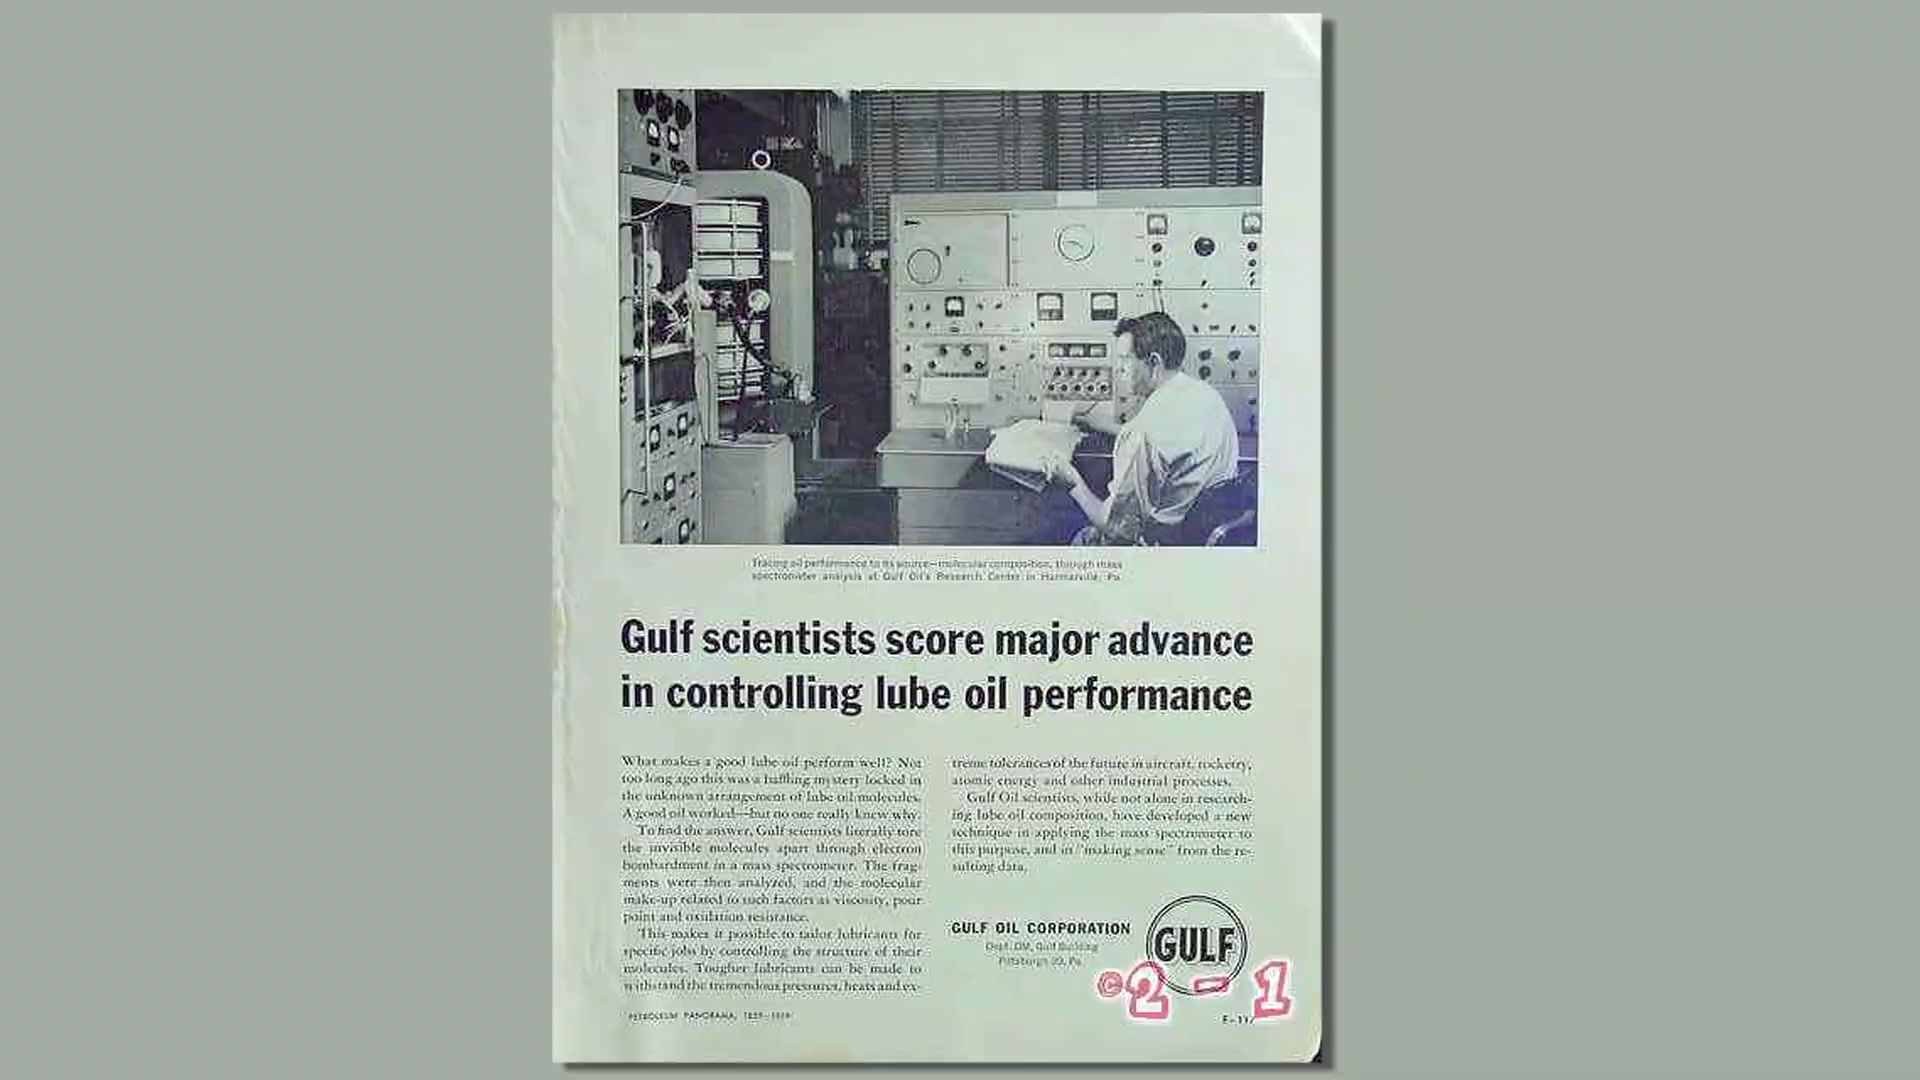 Tracing oil performance to its source—molecular composition, through mass
spectrometer analysis at Gulf Oil's Research Center in Harmarville, Pa.
Gulf scientists score major advance
in controlling lube oil performance
What makes a good lube oil perform well? Not
too long ago this was a baffling mystery locked in
the unknown arrangement of lube oil molecules.
A good oil worked—but no one really knew why.
To find the answer, Gulf scientists literally tore
the invisible molecules apart through electron
bombardment in a mass spectrometer. The frag-
ments were then analyzed, and the molecular
make-up related to such factors as viscosity, pour
point and oxidation resistance.
This makes it possible to tailor lubricants for
specific jobs by controlling the structure of their
molecules. Tougher lubricants can be made to
withstand the tremendous pressures, heats and ex-
treme tolerances of the future in aircraft, rocketry,
atomic energy and other industrial processes.
Gulf Oil scientists, while not alone in research-
ing lube oil composition, have developed a new
technique in applying the mass spectrometer to
this purpose, and in "making sense" from the re-
sulting data.
GULF OIL CORPORATION
Dept. DM, Gulf Building
Pittsburgh 30, Pa.
GULF
©2-1
PETROLEUM PANORAMA, 1859-1959